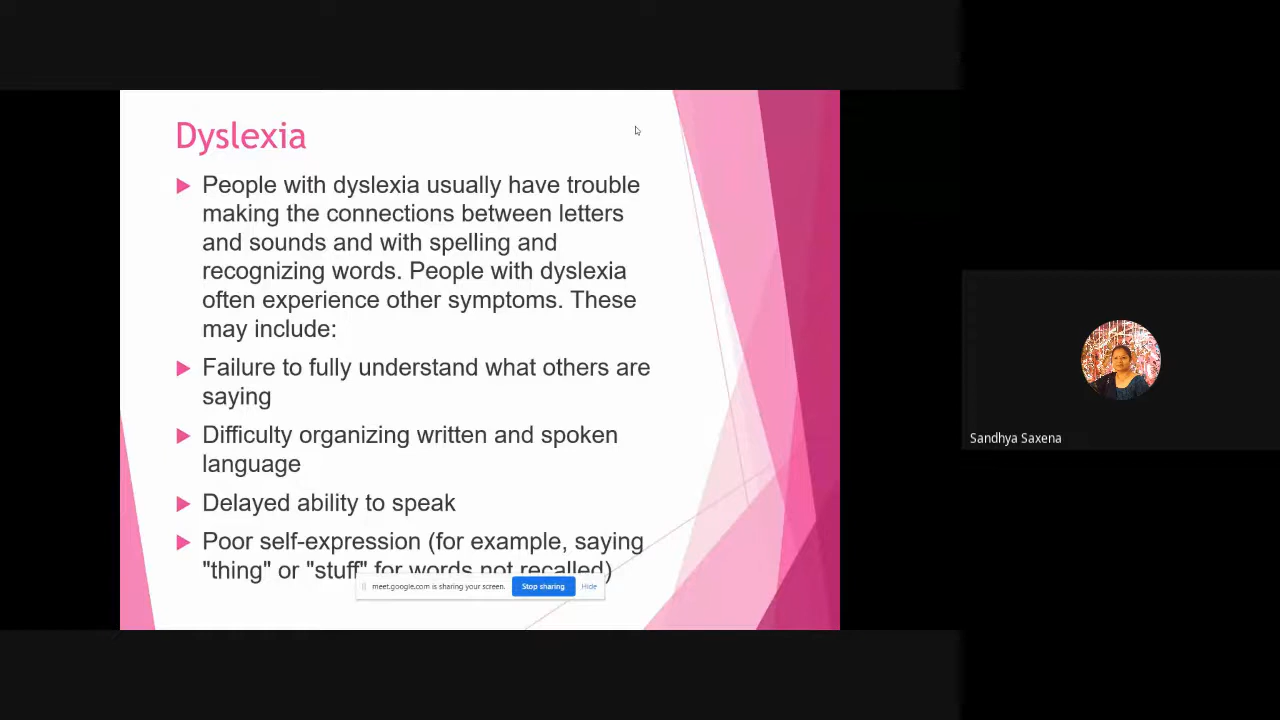 Dyslexia
People with dyslexia usually have trouble
making the connections between letters
and sounds and with spelling and
recognizing words. People with dyslexia
often experience other symptoms. These
may include:
Failure to fully understand what others are
saying
Difficulty organizing written and spoken
language
Delayed ability to speak
Poor self-expression (for example, saying
"thing" or "stuff" for words not recalled)
meet.google.com is sharing your screen. Stop sharing Hide
Sandhya Saxena